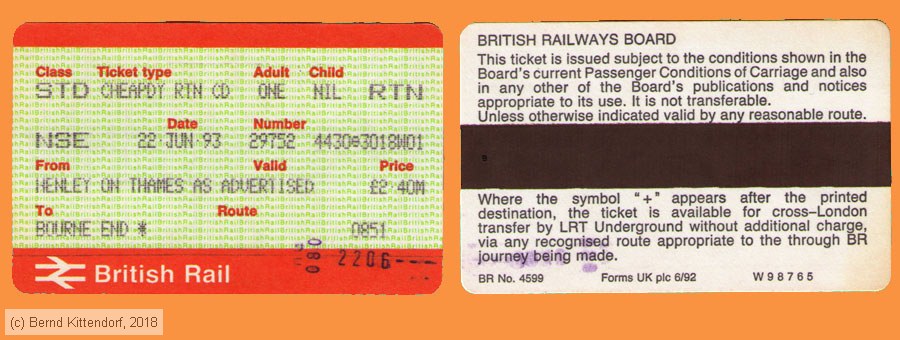 Class Ticket type Adult Child
STD CHEAPDY RTN CD ONE NIL RTN
Date Number
NSE 22 JUN 93 29752 4430@3018W01
From Valid Price
HENLEY ON THAMES AS ADVERTISED £2.40M
To Route
BOURNE END * 0851
British Rail
080 2206---
BRITISH RAILWAYS BOARD
This ticket is issued subject to the conditions shown in the
Board's current Passenger Conditions of Carriage and also
in any other of the Board's publications and notices
appropriate to its use. It is not transferable.
Unless otherwise indicated valid by any reasonable route.
Where the symbol "+" appears after the printed
destination, the ticket is available for cross–London
transfer by LRT Underground without additional charge,
via any recognised route appropriate to the through BR
journey being made.
BR No. 4599 Forms UK plc 6/92 W98765
(c) Bernd Kittendorf, 2018